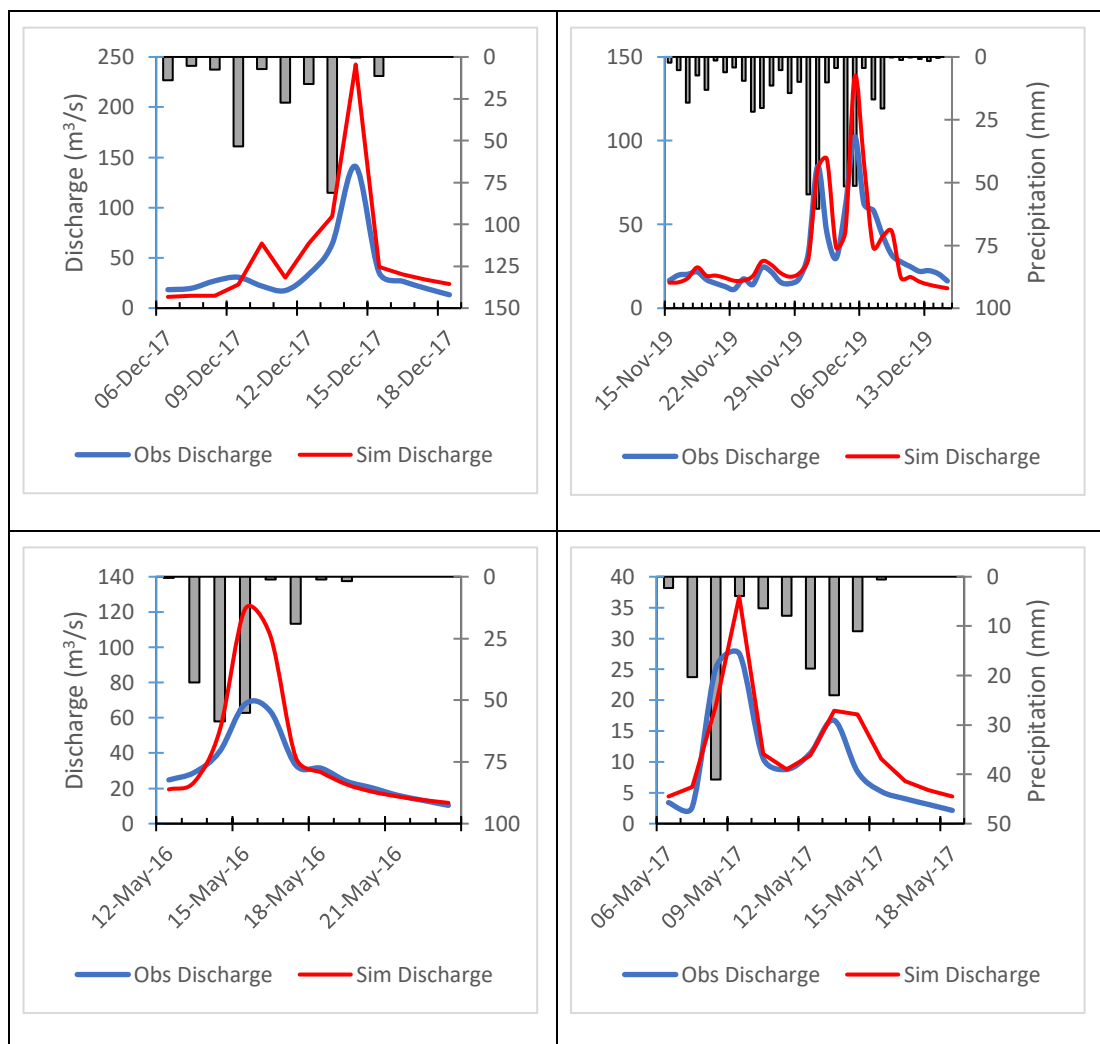 250
200
150
100
50
0
Discharge (m³/s)
0
25
50
75
100
125
150
06-Dec-17
09-Dec-17
12-Dec-17
15-Dec-17
18-Dec-17
Obs Discharge
Sim Discharge
150
100
50
0
0
25
50
75
100
Precipitation (mm)
15-Nov-19
22-Nov-19
29-Nov-19
06-Dec-19
13-Dec-19
Obs Discharge
Sim Discharge
140
120
100
80
60
40
20
0
Discharge (m³/s)
0
25
50
75
100
12-May-16
15-May-16
18-May-16
21-May-16
Obs Discharge
Sim Discharge
40
35
30
25
20
15
10
5
0
0
10
20
30
40
50
Precipitation (mm)
06-May-17
09-May-17
12-May-17
15-May-17
18-May-17
Obs Discharge
Sim Discharge